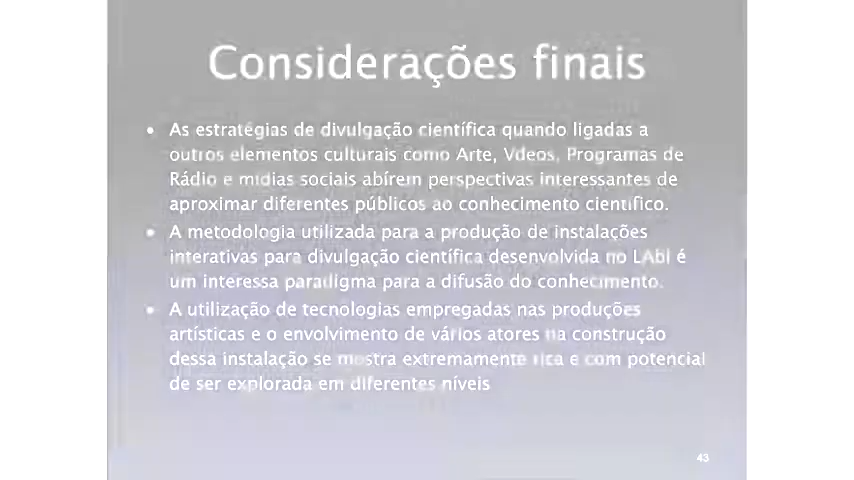 Considerações finais
• As estratégias de divulgação científica quando ligadas a
outros elementos culturais como Arte, Vdeos, Programas de
Rádio e mídias sociais abírem perspectivas interessantes de
aproximar diferentes públicos ao conhecimento científico.
• A metodologia utilizada para a produção de instalações
interativas para divulgação científica desenvolvida no LAbI é
um interessa paradigma para a difusão do conhecimento.
• A utilização de tecnologias empregadas nas produções
artísticas e o envolvimento de vários atores na construção
dessa instalação se mostra extremamente rica e com potencial
de ser explorada em diferentes níveis
43